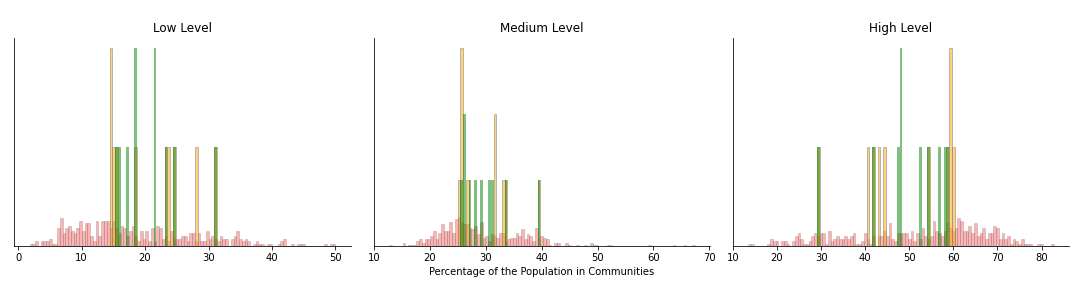 Low Level
Medium Level
High Level
0 10 20 30 40 50
10 20 30 40 50 60 70
10 20 30 40 50 60 70 80
Percentage of the Population in Communities